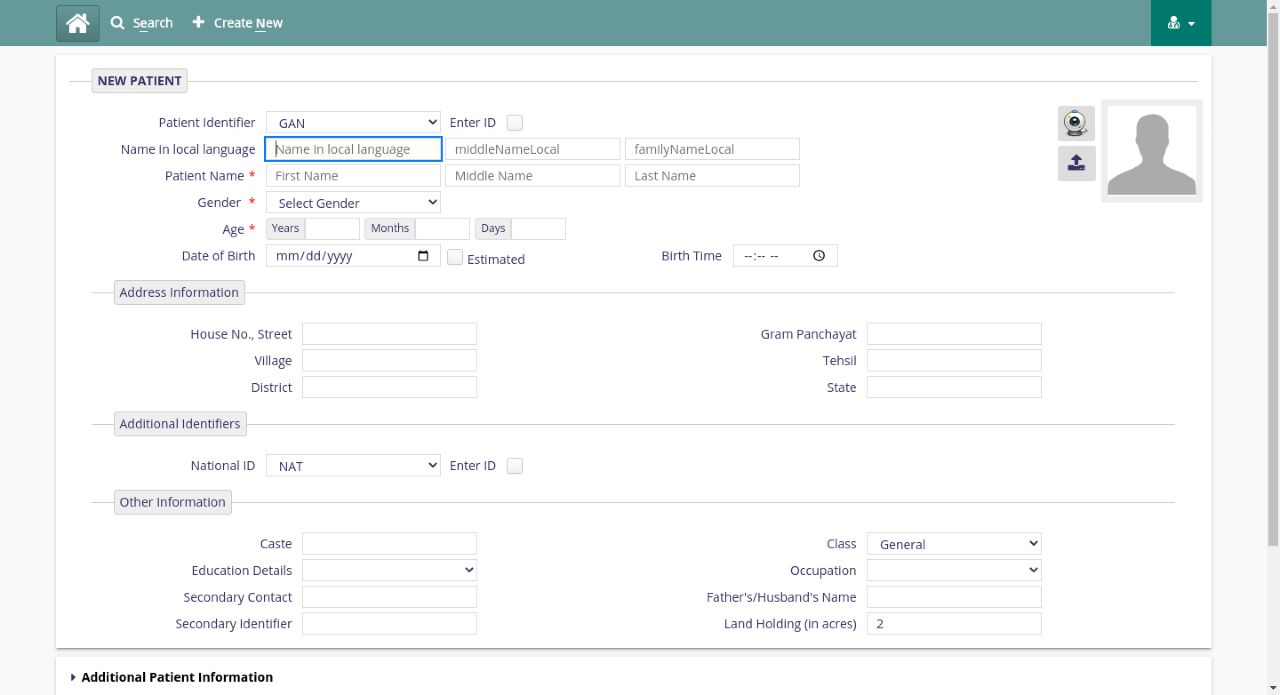 Search Create New
NEW PATIENT
Patient Identifier GAN Enter ID
Name in local language Name in local language middleNameLocal familyNameLocal
Patient Name * First Name Middle Name Last Name
Gender * Select Gender
Age * Years Months Days
Date of Birth mm/dd/yyyy Estimated Birth Time --:-- --
Address Information
House No., Street Gram Panchayat
Village Tehsil
District State
Additional Identifiers
National ID NAT Enter ID
Other Information
Caste Class General
Education Details Occupation
Secondary Contact Father's/Husband's Name
Secondary Identifier Land Holding (in acres) 2
Additional Patient Information